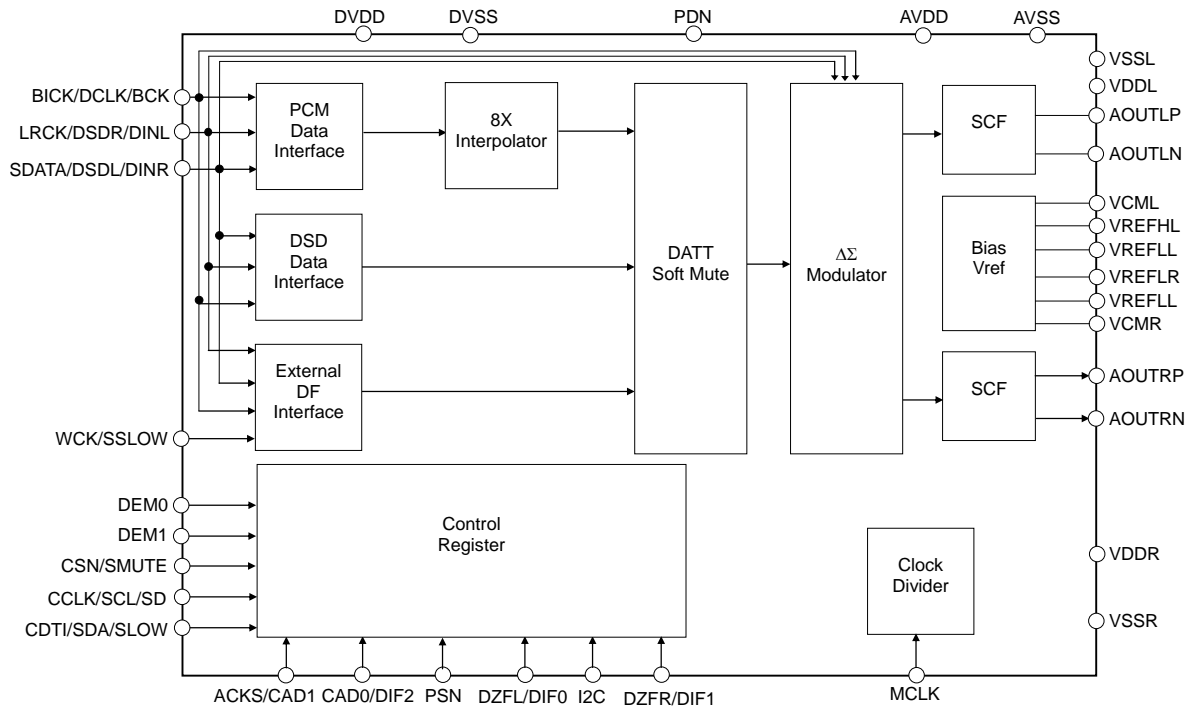 DVDD
DVSS
PDN
AVDD
AVSS
BICK/DCLK/BCK
LRCK/DSDR/DINL
SDATA/DSDL/DINR
WCK/SSLOW
DEM0
DEM1
CSN/SMUTE
CCLK/SCL/SD
CDTI/SDA/SLOW
PCM
Data
Interface
8X
Interpolator
DSD
Data
Interface
External
DF
Interface
DATT
Soft Mute
ΔΣ
Modulator
SCF
Bias
Vref
SCF
Control
Register
Clock
Divider
VSSL
VDDL
AOUTLP
AOUTLN
VCML
VREFHL
VREFLL
VREFLR
VREFLL
VCMR
AOUTRP
AOUTRN
VDDR
VSSR
ACKS/CAD1
CAD0/DIF2
PSN
DZFL/DIF0
I2C
DZFR/DIF1
MCLK